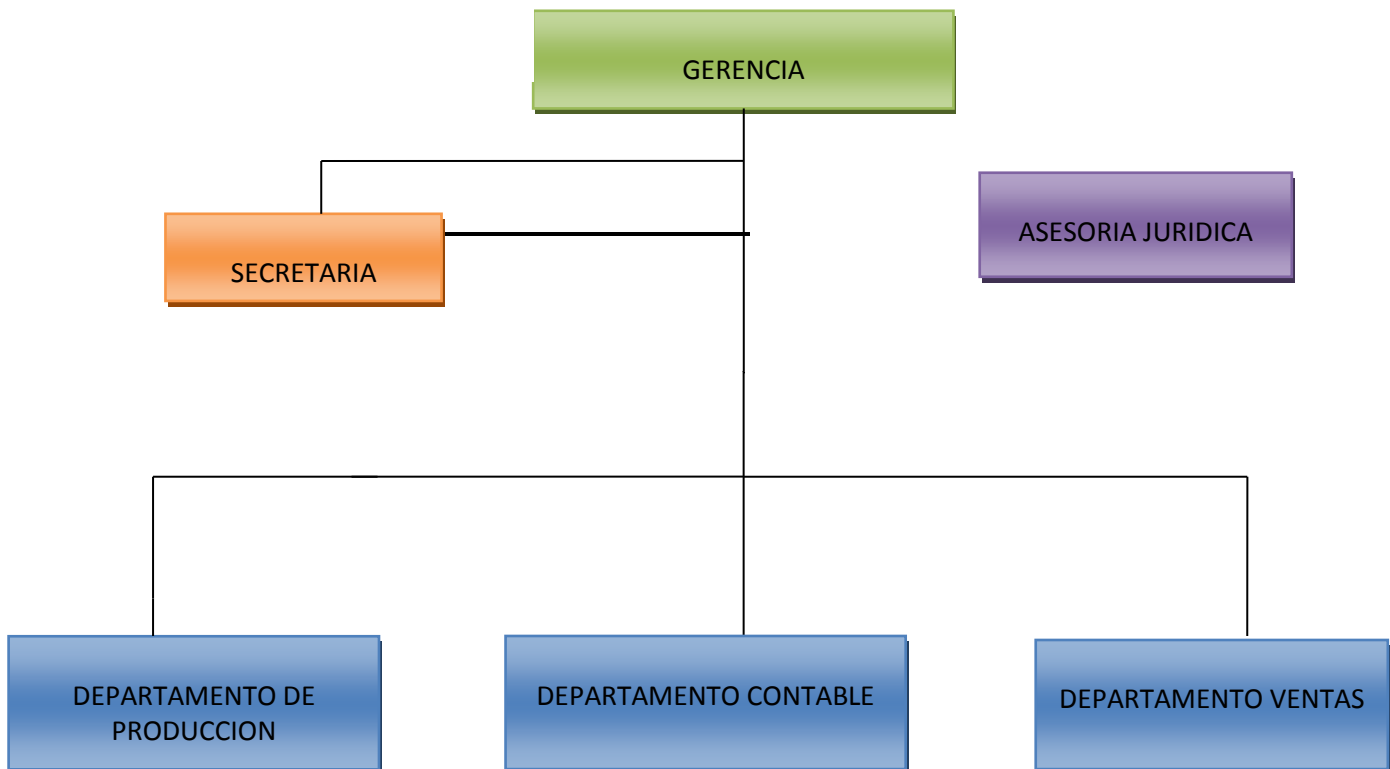 GERENCIA
ASESORIA JURIDICA
SECRETARIA
DEPARTAMENTO DE
PRODUCCION
DEPARTAMENTO CONTABLE
DEPARTAMENTO VENTAS